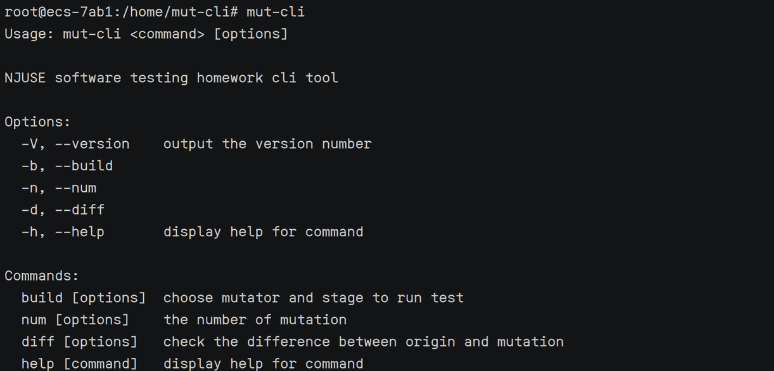 root@ecs-7ab1:/home/mut-cli# mut-cli
Usage: mut-cli <command> [options]
NJUSE software testing homework cli tool
Options:
-V, --version    output the version number
-b, --build
-n, --num
-d, --diff
-h, --help       display help for command
Commands:
build [options]  choose mutator and stage to run test
num [options]    the number of mutation
diff [options]   check the difference between origin and mutation
help [command]   display help for command